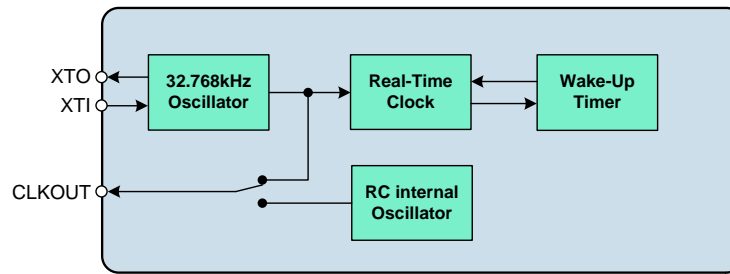 XTO
XTI
32.768kHz
Oscillator
Real-Time
Clock
Wake-Up
Timer
CLKOUT
RC internal
Oscillator